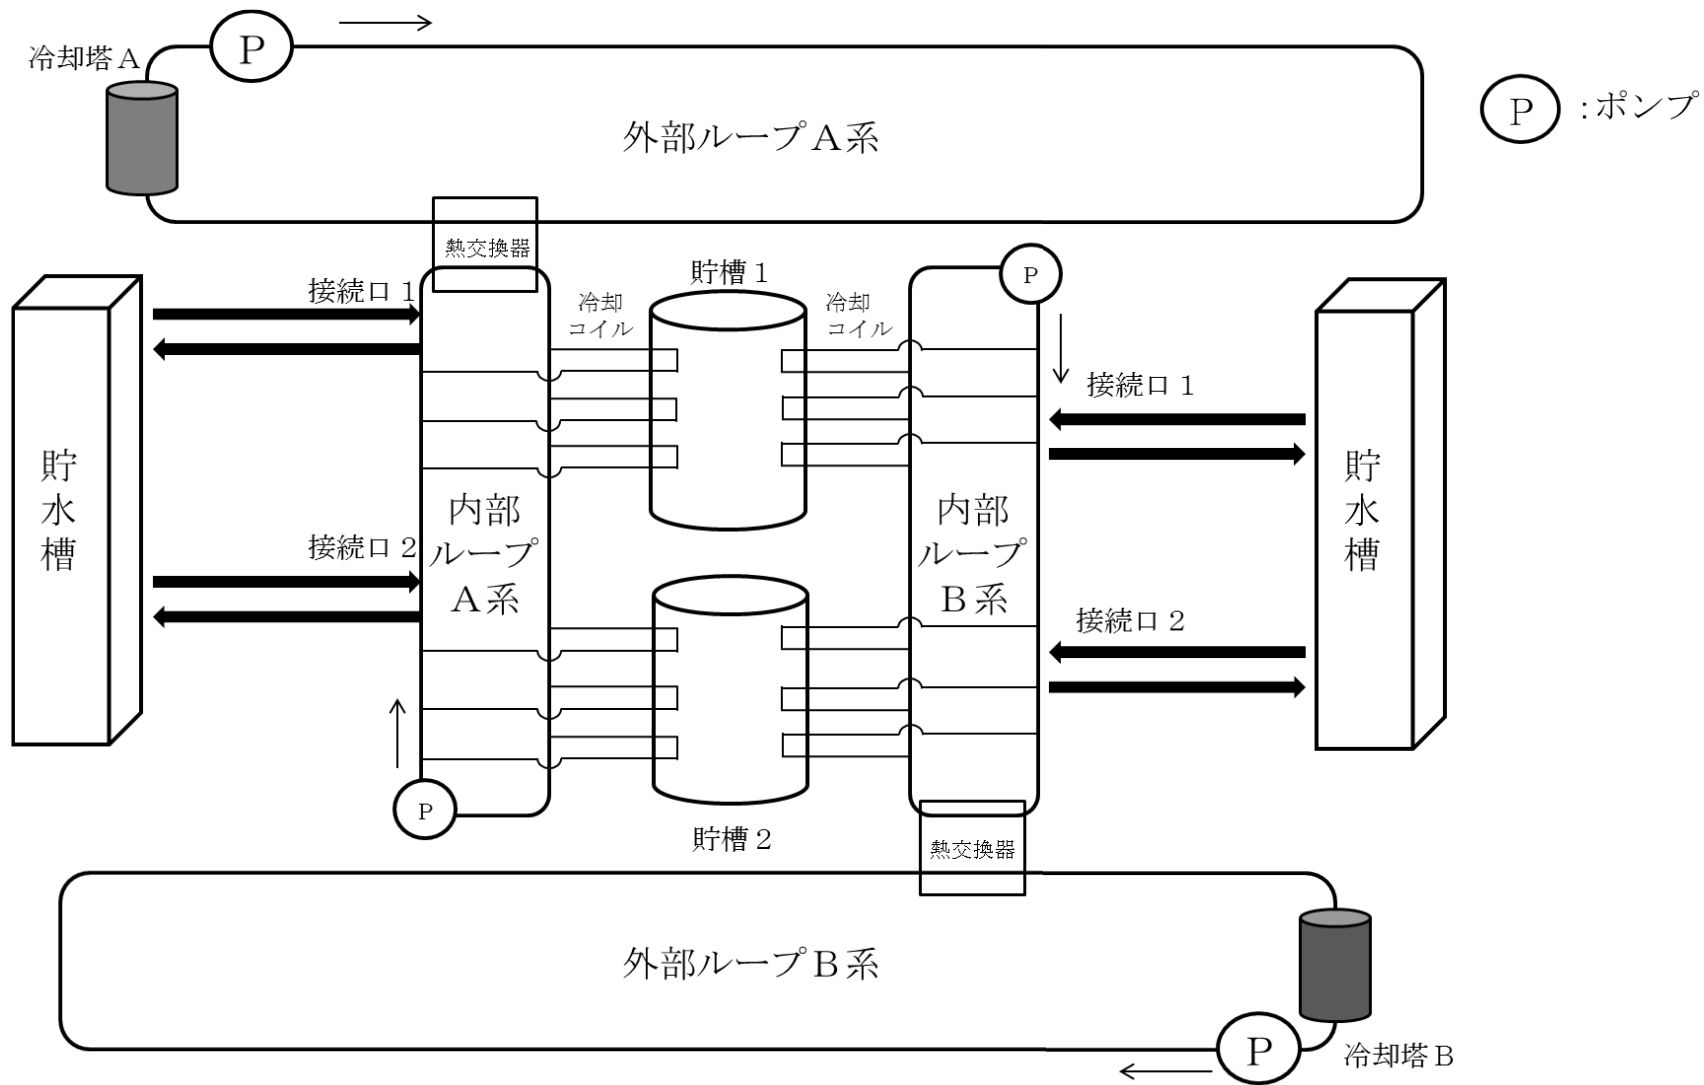 冷却塔A
P
外部ループA系
P
:ポンプ
熱交換器
接続口1
冷却
コイル
貯槽1
冷却
コイル
P
接続口1
貯
水
槽
内部
ループ
A系
内部
ループ
B系
貯
水
槽
接続口2
接続口2
P
貯槽2
熱交換器
外部ループB系
P
冷却塔B